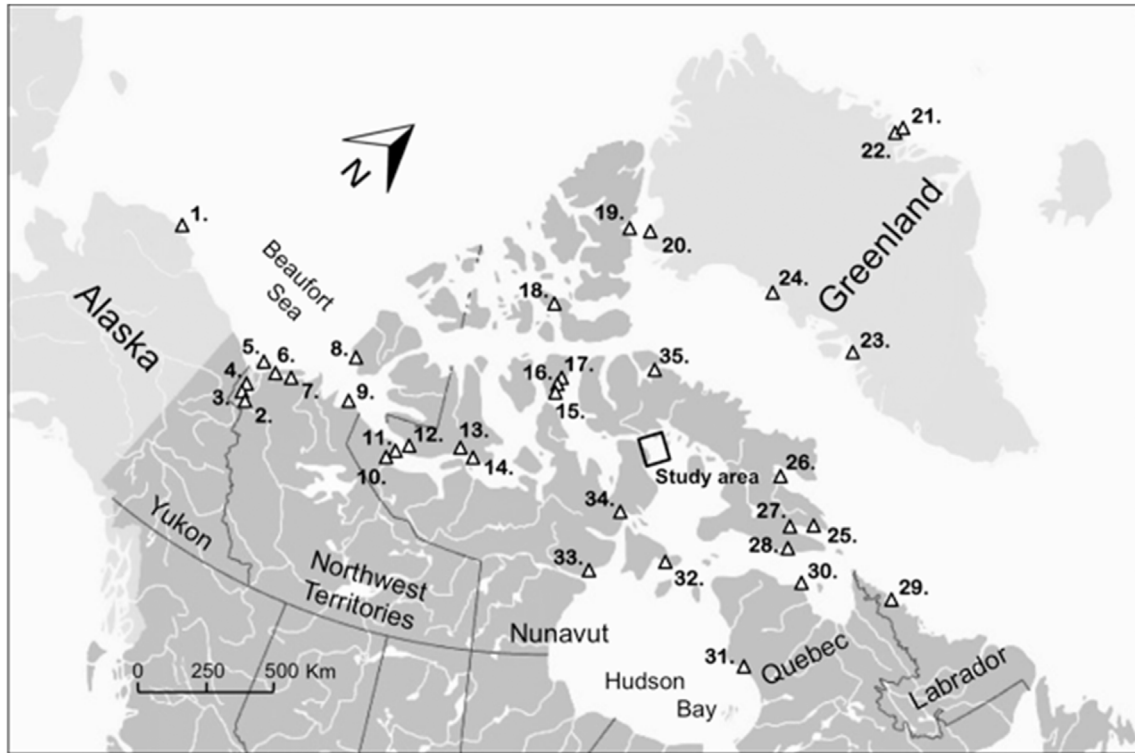 21.
22.
N
19.
20.
1.
Beaufort
Sea
Greenland
24.
18.
Alaska
23.
5.
6.
8.
4.
7.
16.
17.
35.
3.
2.
9.
15.
11.
12.
13.
10.
14.
Study area
26.
34.
27.
25.
28.
Yukon
33.
32.
30.
29.
Northwest
Territories
Nunavut
31.
Quebec
0 250 500 Km
Hudson
Bay
Labrador